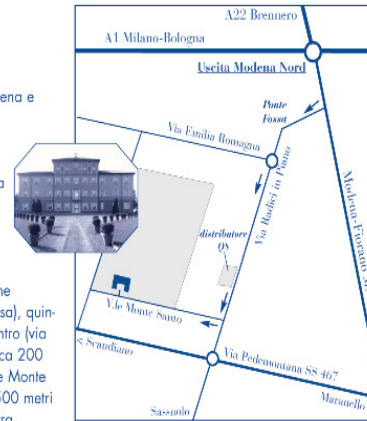 A22 Brennero
A1 Milano-Bologna
Uscita Modena Nord
ena e
Ponte
Fossa
Via Emilia Romagna
a
Via Radici in Piano
Modena-Fiorano
distributore
Q8
ne
sa), quin-
Y.le Monte Santo
ntro (via
< Scandiano
ca 200
Via Pedemontana SS 467
e Monte
500 metri
Maranello
Sassuolo